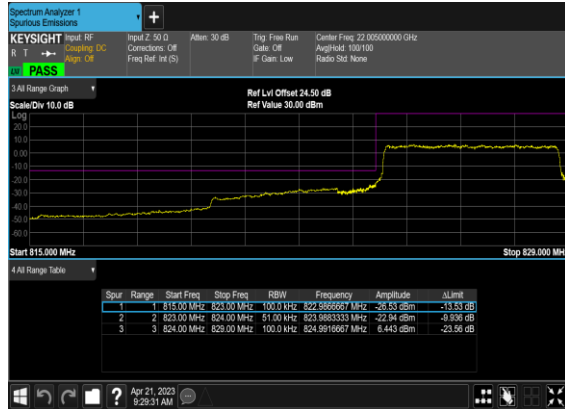 Spectrum Analyzer 1
Spurious Emissions
+
KEYSIGHT
R T
Input: RF
Coupling: DC
Align: Off
Input Z: 50 Ω
Corrections: Off
Freq Ref: Int (S)
Atten: 30 dB
Trig: Free Run
Gate: Off
IF Gain: Low
Center Freq: 22.005000000 GHz
Avg|Hold: 100/100
Radio Std: None
PASS
3 All Range Graph
Ref Lvl Offset 24.50 dB
Scale/Div 10.0 dB
Ref Value 30.00 dBm
Log
20.0
10.0
0.00
-10.0
-20.0
-30.0
-40.0
-50.0
-60.0
Start 815.000 MHz
Stop 829.000 MH
4 All Range Table
Spur Range Start Freq Stop Freq RBW Frequency Amplitude ΔLimit
1 1 815.00 MHz 823.00 MHz 100.0 kHz 822.9866667 MHz -26.53 dBm -13.53 dB
2 2 823.00 MHz 824.00 MHz 51.00 kHz 823.9883333 MHz -22.94 dBm -9.936 dB
3 3 824.00 MHz 829.00 MHz 100.0 kHz 824.9916667 MHz 6.443 dBm -23.56 dB
?
Apr 21, 2023
9:29:31 AM